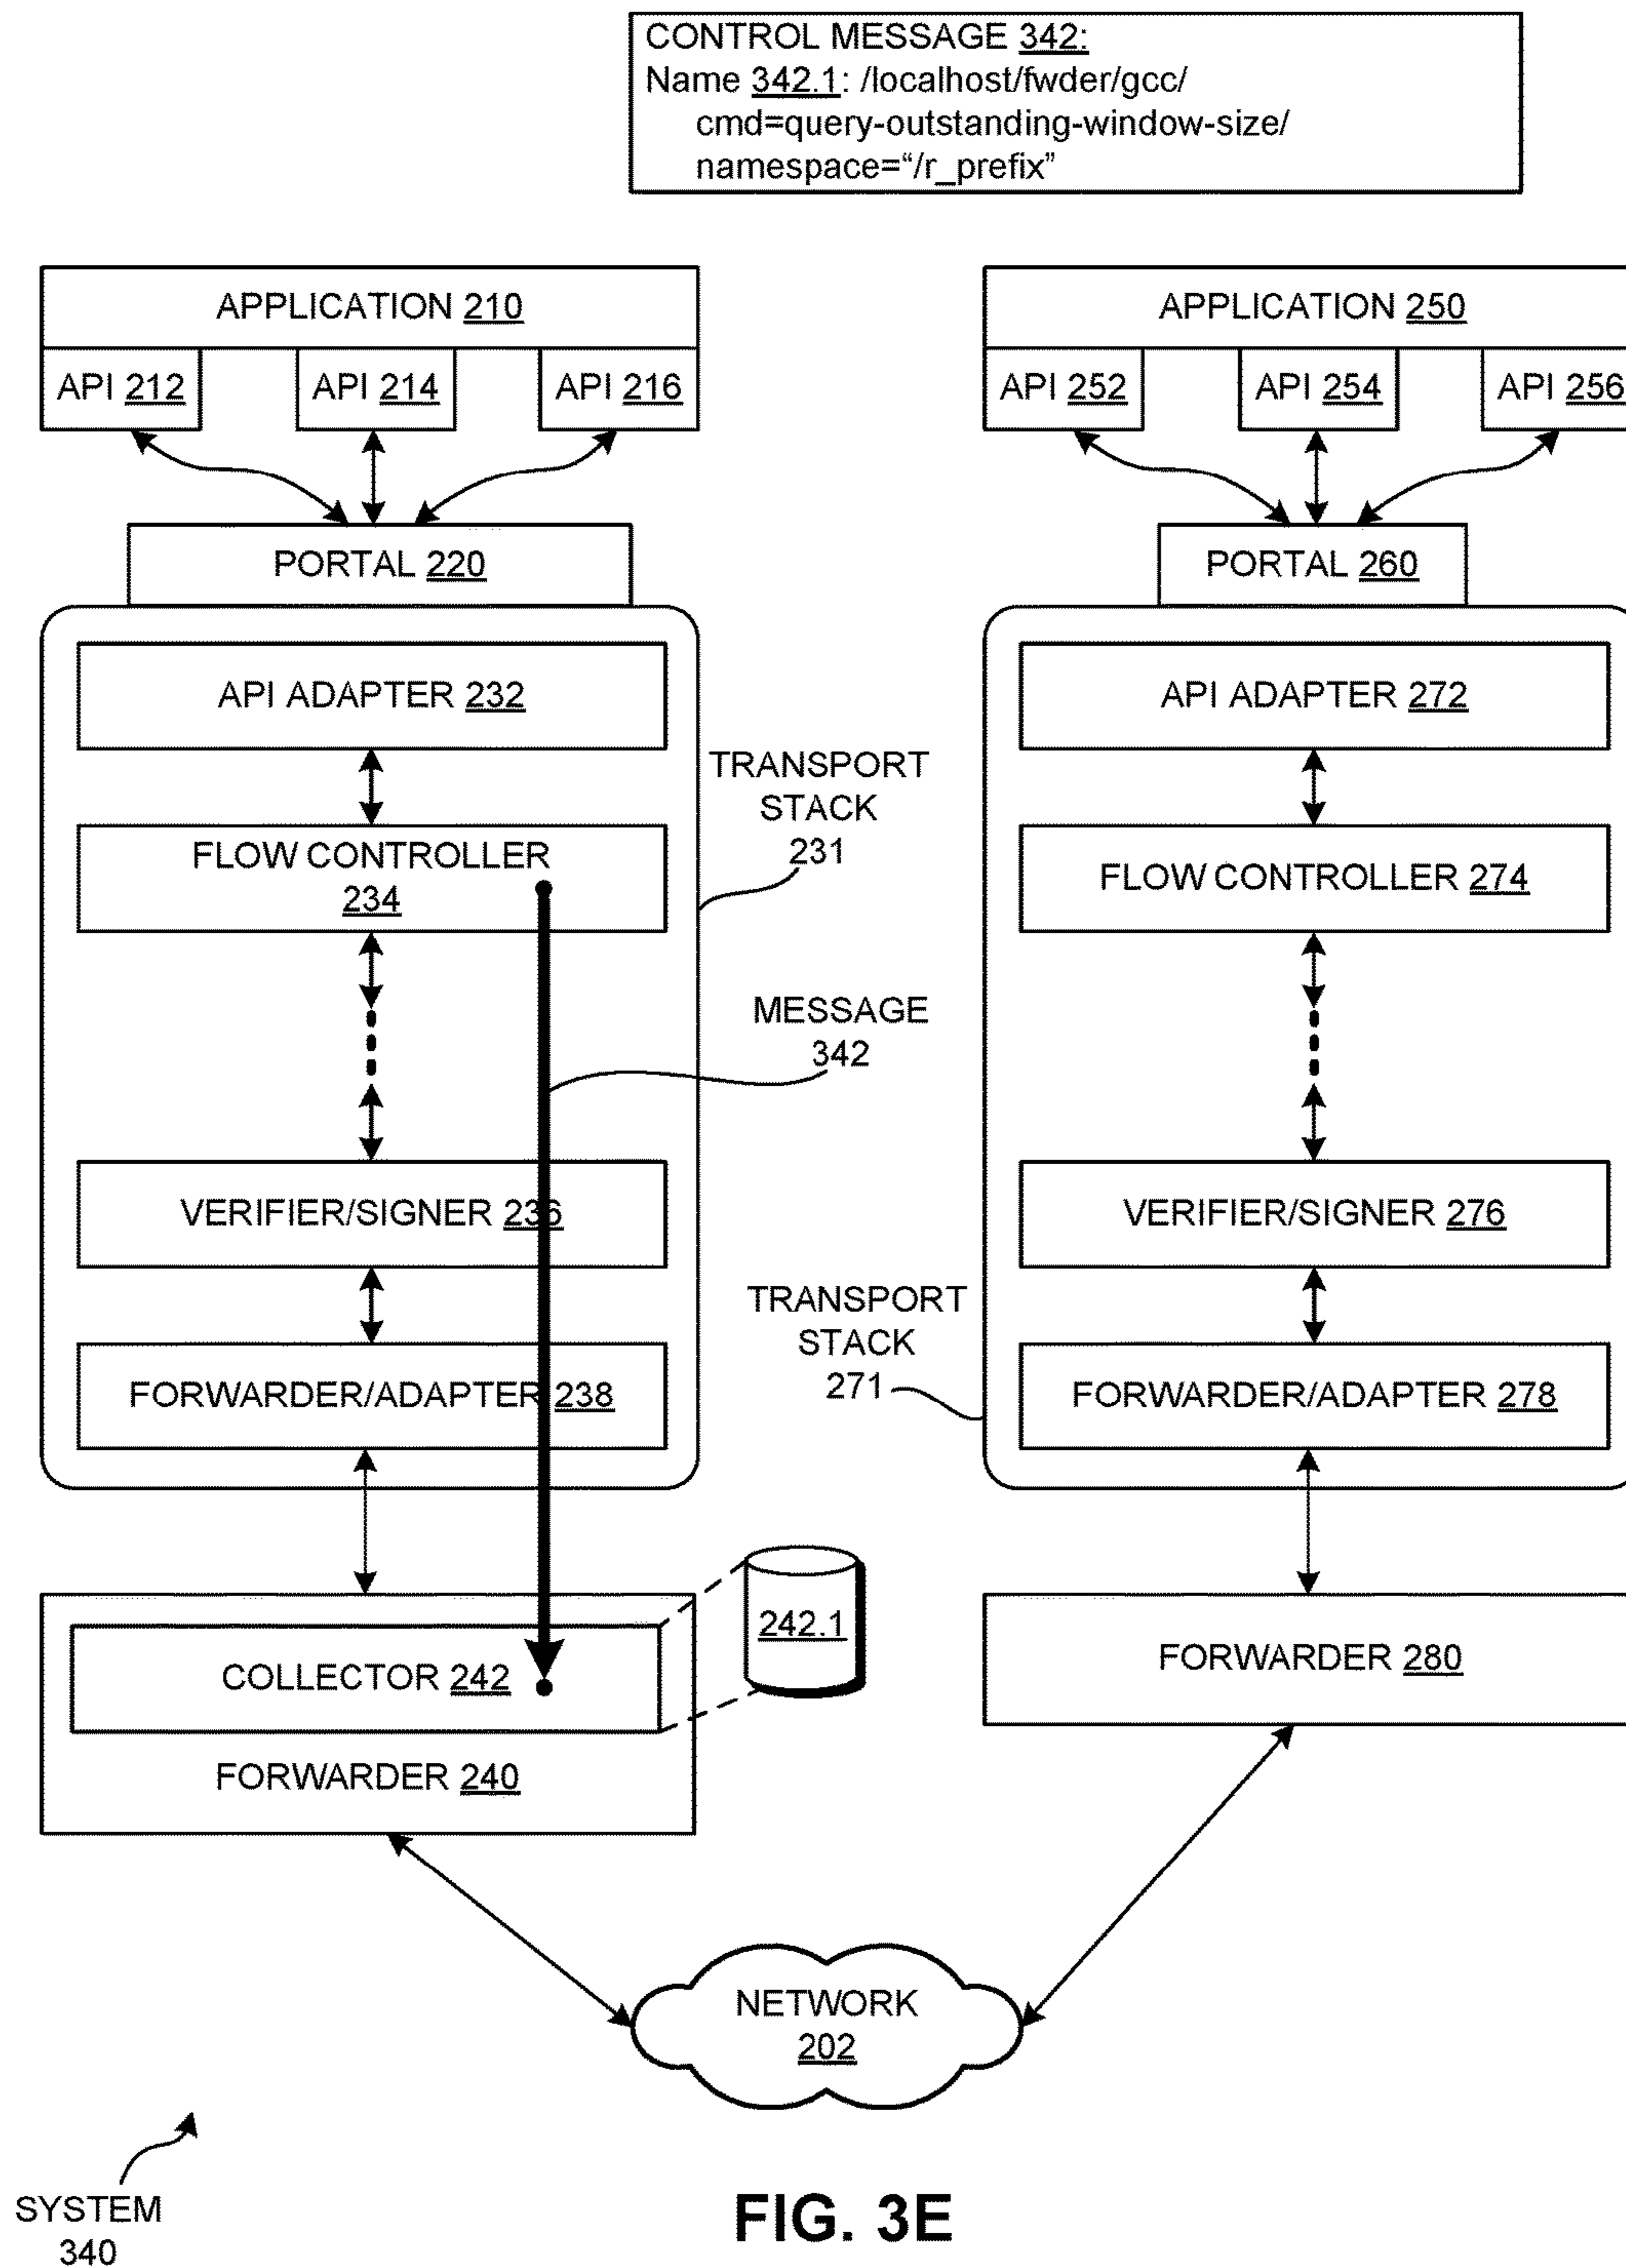 CONTROL MESSAGE 342:
Name 342.1: /localhost/fwder/gcc/
cmd=query-outstanding-window-size/
namespace=“/r_prefix”
APPLICATION 210
API 212
API 214
API 216
PORTAL 220
API ADAPTER 232
FLOW CONTROLLER
234
VERIFIER/SIGNER 236
FORWARDER/ADAPTER 238
TRANSPORT
STACK
231
MESSAGE
342
COLLECTOR 242
242.1
FORWARDER 240
APPLICATION 250
API 252
API 254
API 256
PORTAL 260
API ADAPTER 272
FLOW CONTROLLER 274
VERIFIER/SIGNER 276
FORWARDER/ADAPTER 278
TRANSPORT
STACK
271
FORWARDER 280
NETWORK
202
SYSTEM
340
FIG. 3E